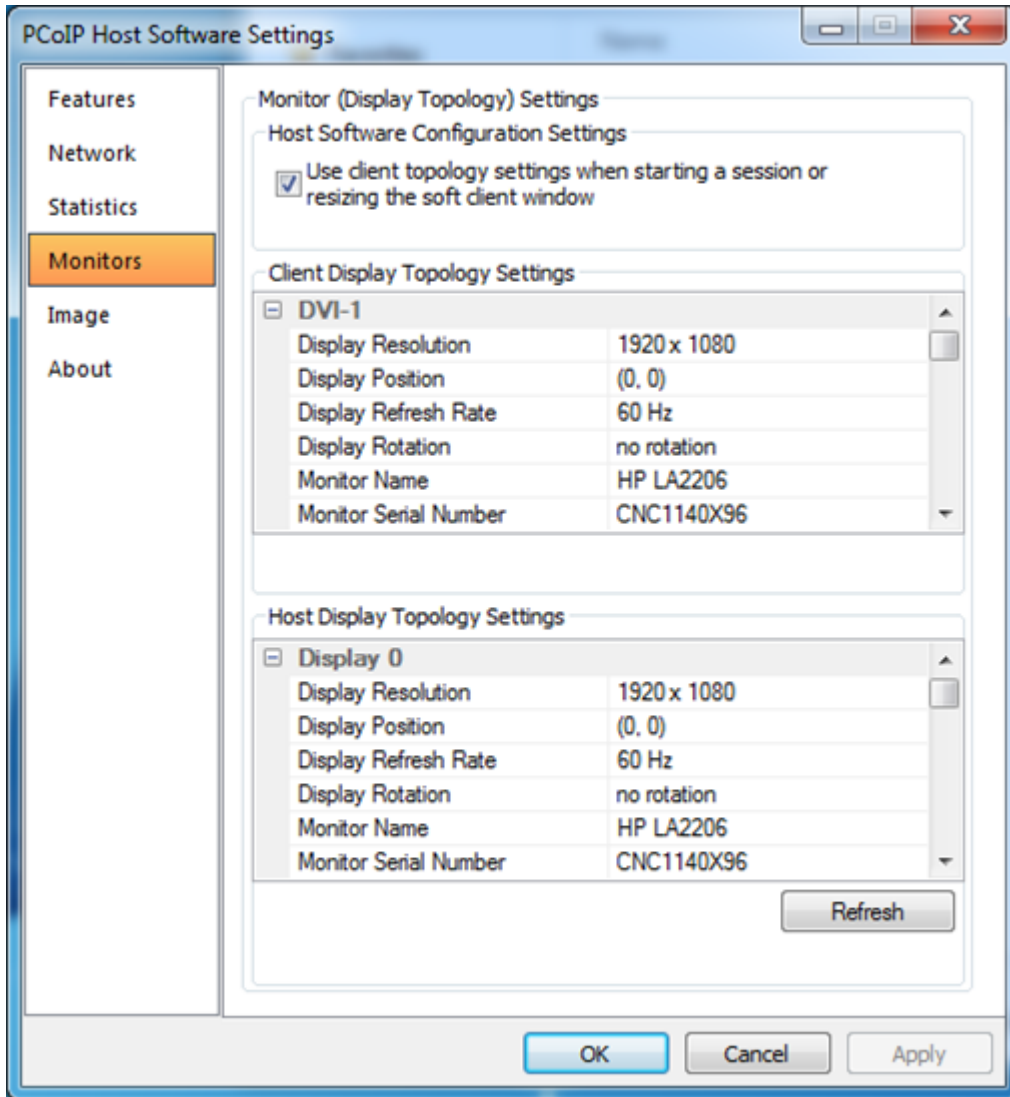 PCoIP Host Software Settings
Features
Network
Statistics
Monitors
Image
About
Monitor (Display Topology) Settings
Host Software Configuration Settings
Use client topology settings when starting a session or
resizing the soft client window
Client Display Topology Settings
DVI-1
Display Resolution 1920 x 1080
Display Position (0, 0)
Display Refresh Rate 60 Hz
Display Rotation no rotation
Monitor Name HP LA2206
Monitor Serial Number CNC1140X96
Host Display Topology Settings
Display 0
Display Resolution 1920 x 1080
Display Position (0, 0)
Display Refresh Rate 60 Hz
Display Rotation no rotation
Monitor Name HP LA2206
Monitor Serial Number CNC1140X96
Refresh
OK Cancel Apply